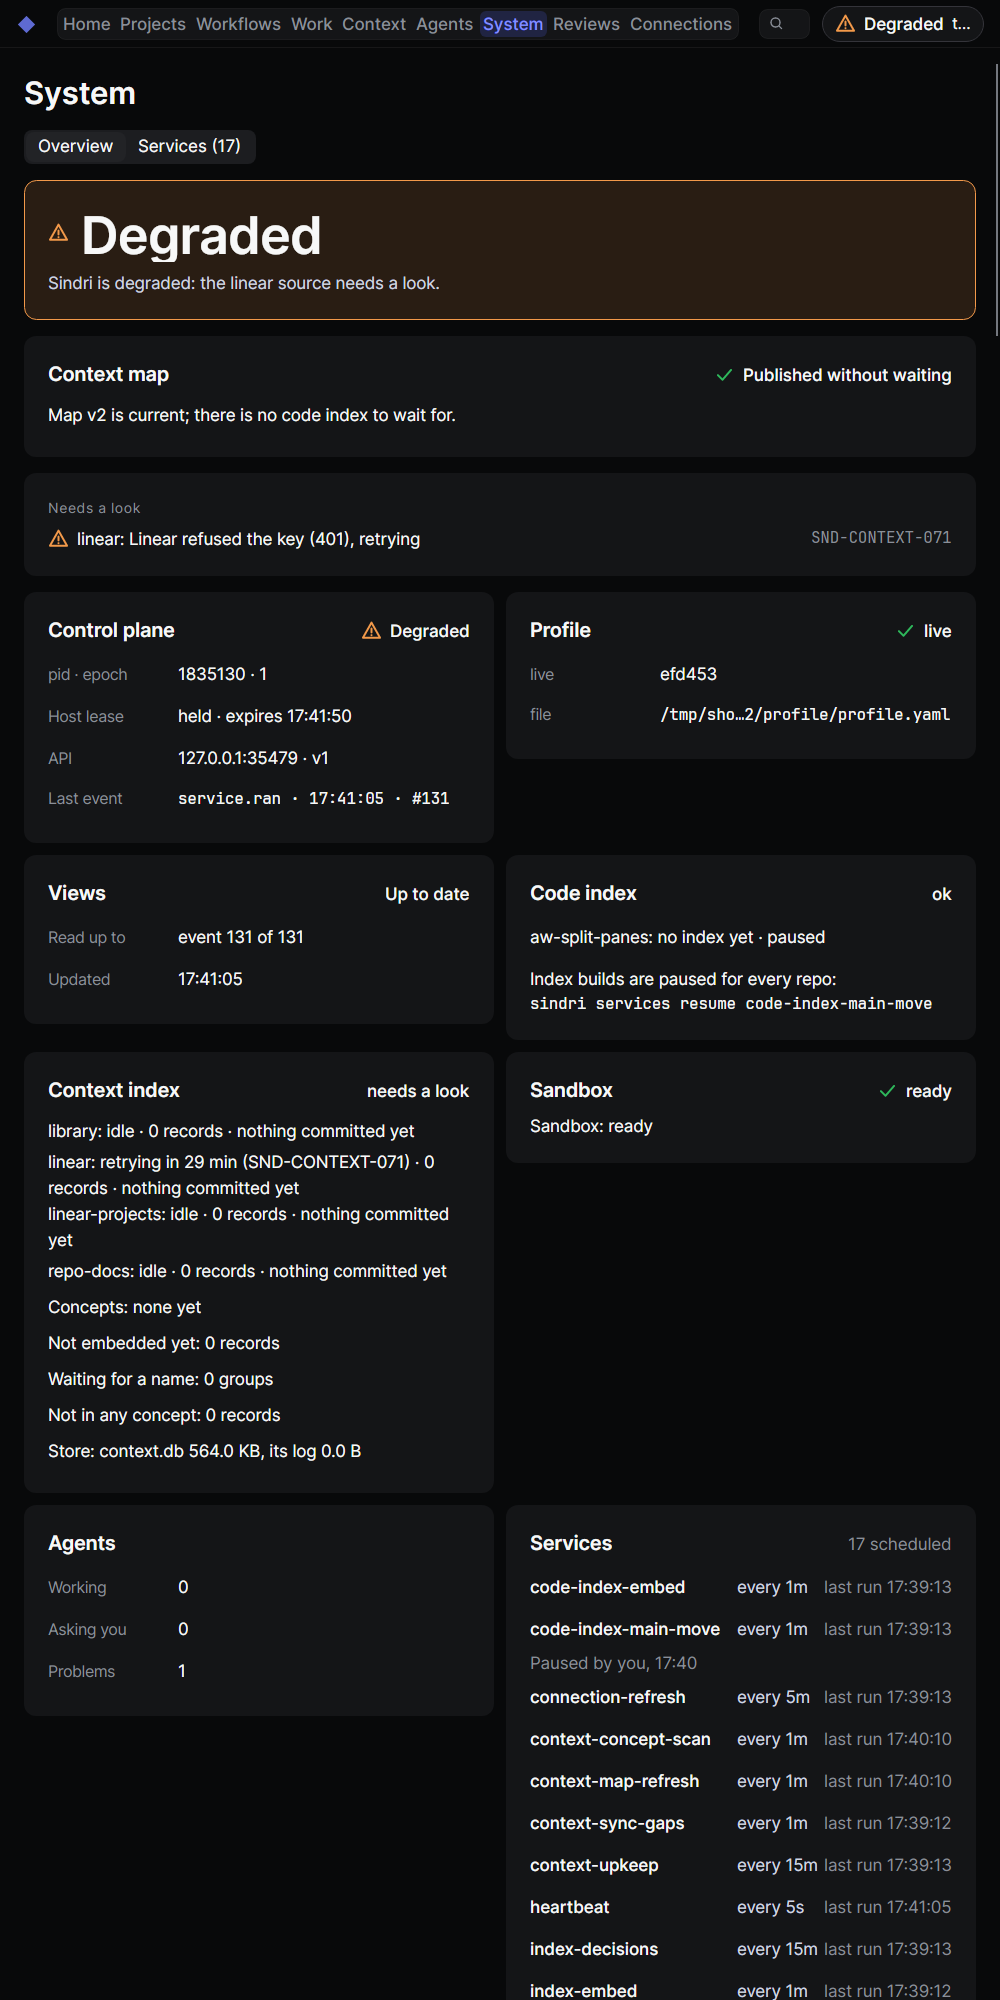 Home Projects Workflows Work Context Agents System Reviews Connections
Degraded t...
System
Overview Services (17)
Degraded
Sindri is degraded: the linear source needs a look.
Context map Published without waiting
Map v2 is current; there is no code index to wait for.
Needs a look
linear: Linear refused the key (401), retrying SND-CONTEXT-071
Control plane Degraded
pid · epoch 1835130 · 1
Host lease held · expires 17:41:50
API 127.0.0.1:35479 · v1
Last event service.ran · 17:41:05 · #131
Profile live
live efd453
file /tmp/sho…2/profile/profile.yaml
Views Up to date
Read up to event 131 of 131
Updated 17:41:05
Code index ok
aw-split-panes: no index yet · paused
Index builds are paused for every repo:
sindri services resume code-index-main-move
Context index needs a look
library: idle · 0 records · nothing committed yet
linear: retrying in 29 min (SND-CONTEXT-071) · 0
records · nothing committed yet
linear-projects: idle · 0 records · nothing committed
yet
repo-docs: idle · 0 records · nothing committed yet
Concepts: none yet
Not embedded yet: 0 records
Waiting for a name: 0 groups
Not in any concept: 0 records
Store: context.db 564.0 KB, its log 0.0 B
Sandbox ready
Sandbox: ready
Agents
Working 0
Asking you 0
Problems 1
Services 17 scheduled
code-index-embed every 1m last run 17:39:13
code-index-main-move every 1m last run 17:39:13
Paused by you, 17:40
connection-refresh every 5m last run 17:39:13
context-concept-scan every 1m last run 17:40:10
context-map-refresh every 1m last run 17:40:10
context-sync-gaps every 1m last run 17:39:12
context-upkeep every 15m last run 17:39:13
heartbeat every 5s last run 17:41:05
index-decisions every 15m last run 17:39:13
index-embed every 1m last run 17:39:12